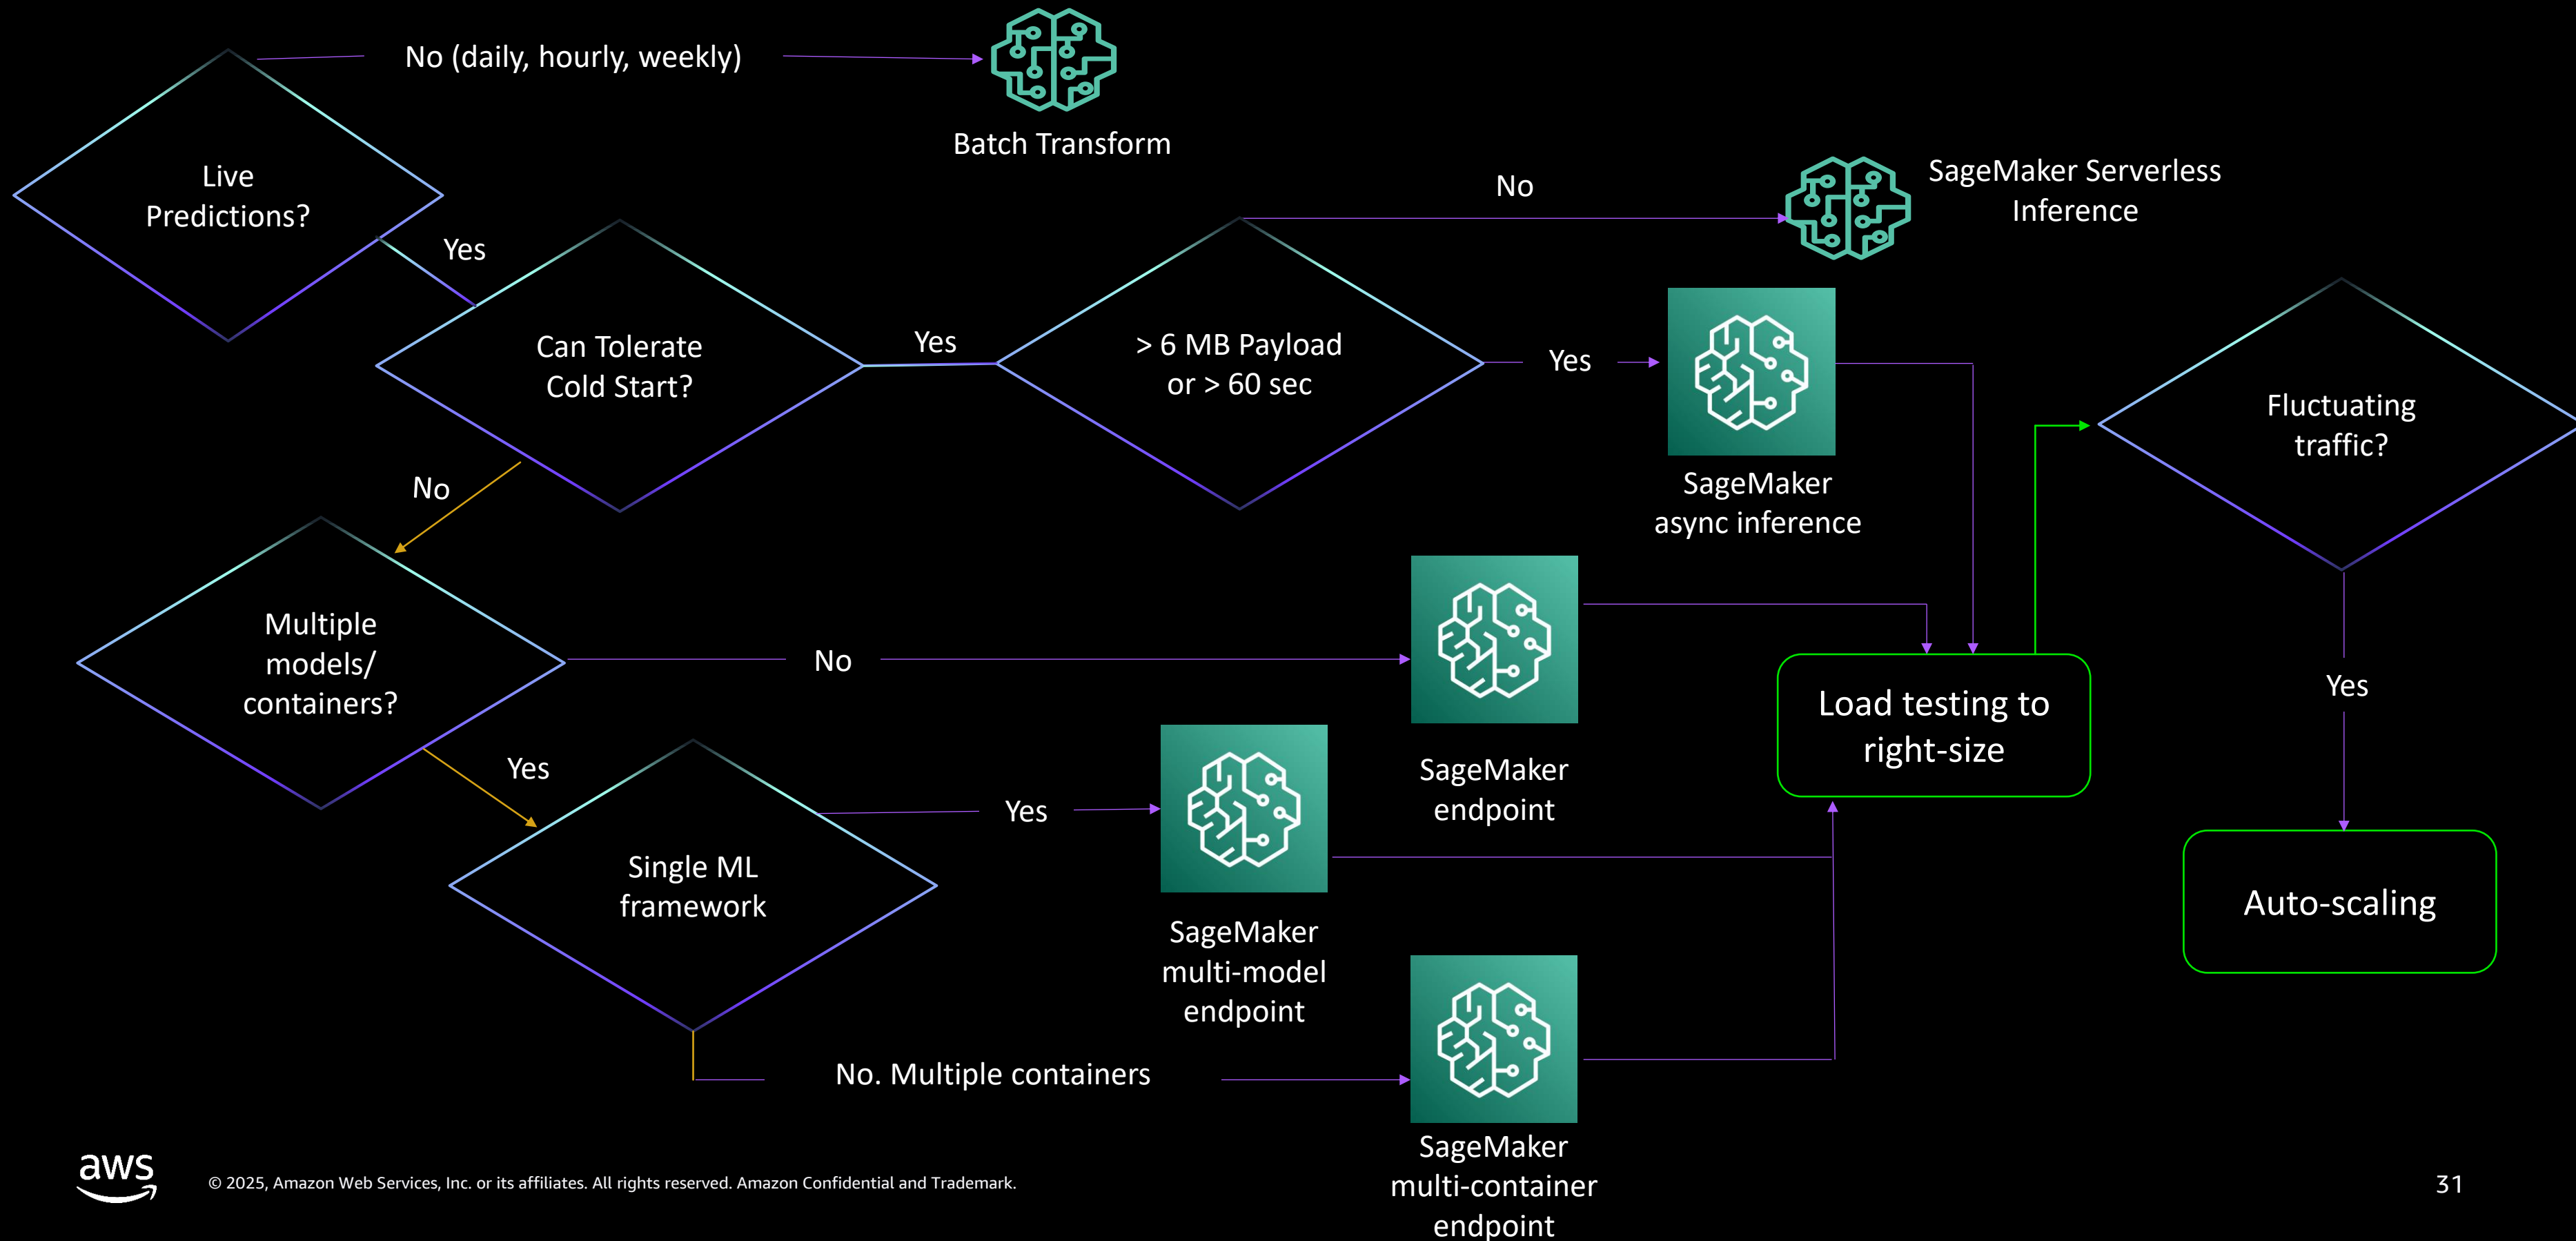 No (daily, hourly, weekly)
Batch Transform
Live
Predictions?
Yes
Can Tolerate
Cold Start?
Yes
> 6 MB Payload
or > 60 sec
No
SageMaker Serverless
Inference
Yes
SageMaker
async inference
Fluctuating
traffic?
No
Multiple
models/
containers?
No
SageMaker
endpoint
Load testing to
right-size
Yes
Yes
Single ML
framework
Yes
SageMaker
multi-model
endpoint
Auto-scaling
No. Multiple containers
SageMaker
multi-container
endpoint
aws
© 2025, Amazon Web Services, Inc. or its affiliates. All rights reserved. Amazon Confidential and Trademark.
31